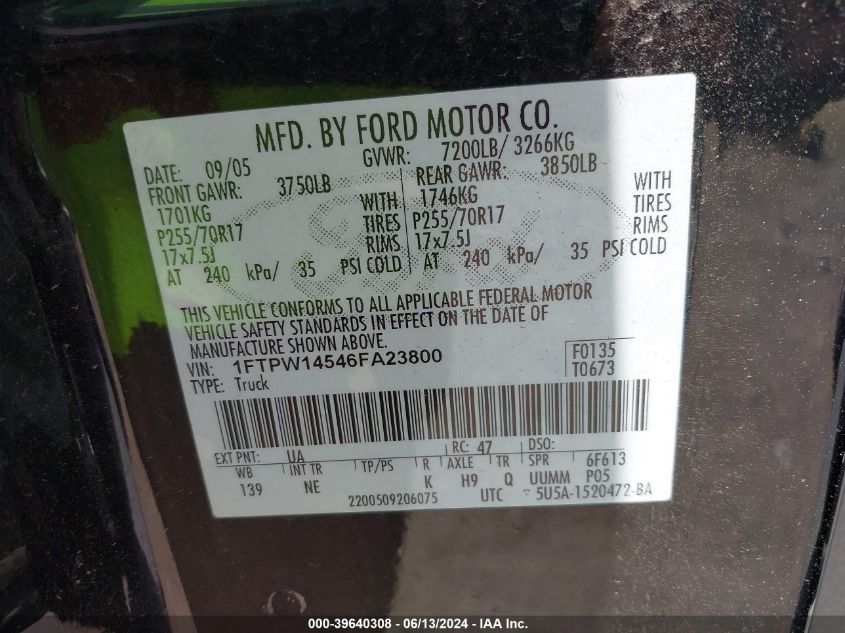 MFD. BY FORD MOTOR CO.
DATE: 09/05 GVWR: 7200LB/ 3266KG
FRONT GAWR: 3750LB REAR GAWR: 3850LB
1701KG WITH 1746KG WITH
P255/70R17 TIRES P255/70R17 TIRES
17x7.5J RIMS 17x7.5J RIMS
AT 240 kPa/ 35 PSI COLD AT 240 kPa/ 35 PSI COLD
THIS VEHICLE CONFORMS TO ALL APPLICABLE FEDERAL MOTOR
VEHICLE SAFETY STANDARDS IN EFFECT ON THE DATE OF
MANUFACTURE SHOWN ABOVE.
VIN: 1FTPW14546FA23800 F0135
TYPE: Truck T0673
EXT PNT: UA RC: 47 DSO:
WB INT TR TP/PS R AXLE TR SPR 6F613
139 NE K H9 Q UUMM P05
2200509206075 UTC 5U5A-1520472-BA
000-39640308 - 06/13/2024 - IAA Inc.